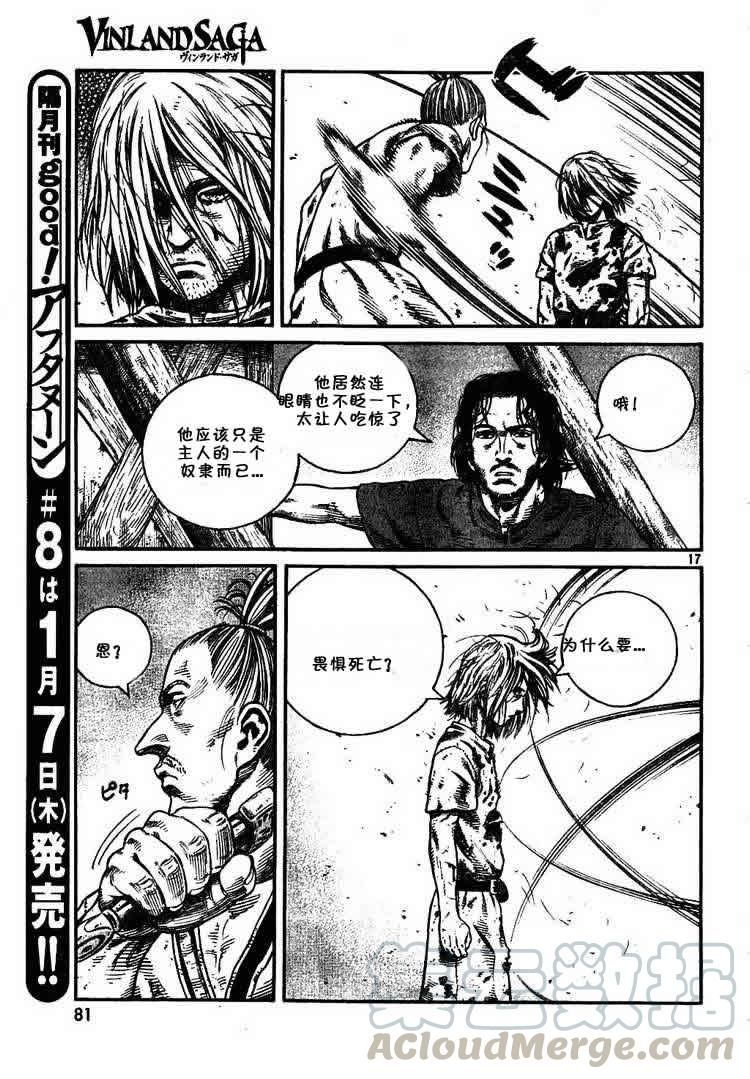 VINLAND SAGA
ヴィンランド・サガ
隔月刊good!アフタヌーン#8は1月7日(木)発売!!
哦!
他居然连
眼睛也不眨一下,
太让人吃惊了
他应该只是
主人的一个
奴隶而已...
17
为什么要...
畏惧死亡?
恩?
ピタ
81
集云数据
AcloudMerge.com